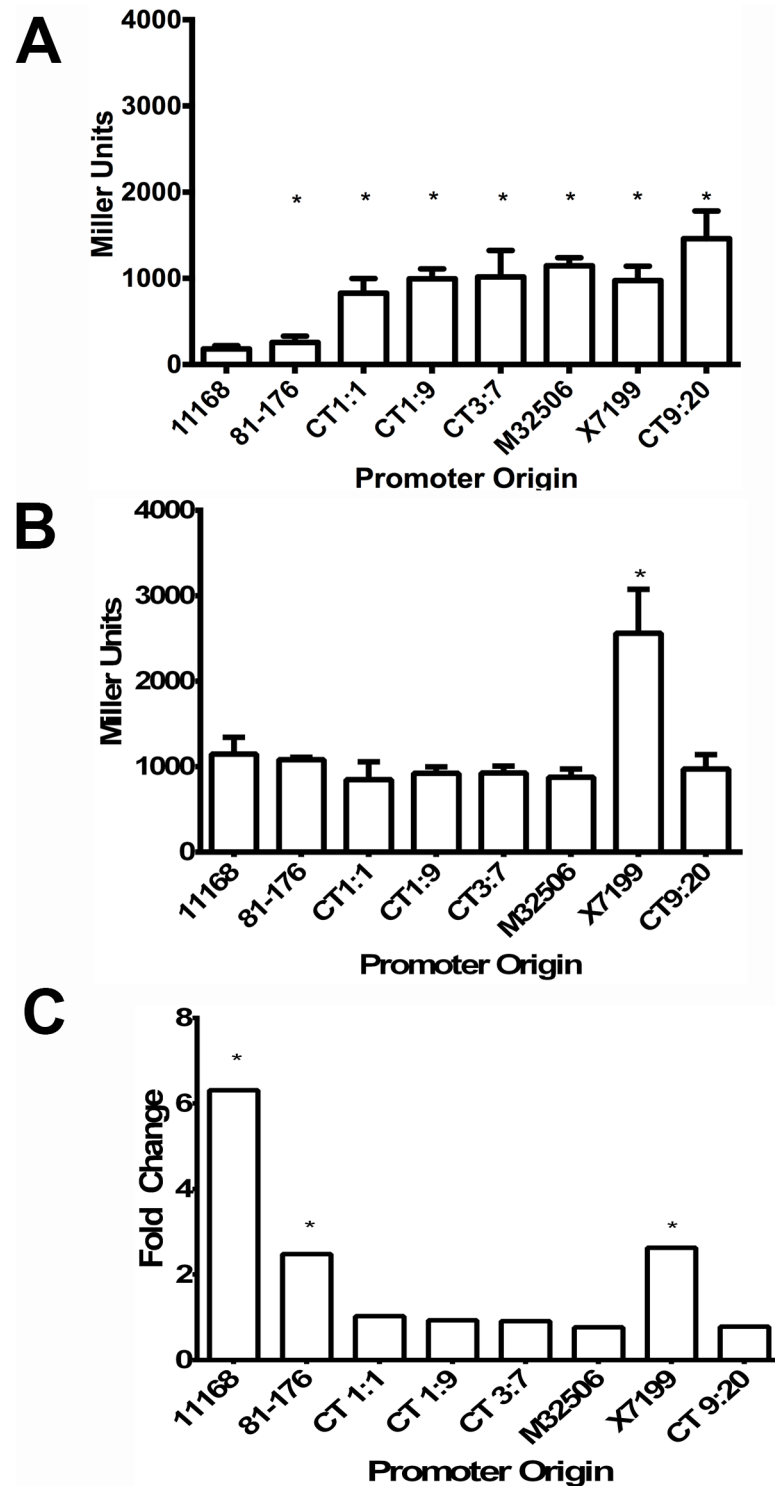 A
4000
3000
2000
1000
0
Miller Units
* * * * * * *
11168 81-176 CT1:1 CT1:9 CT3:7 M32506 X7199 CT9:20
Promoter Origin
B
4000
3000
2000
1000
0
Miller Units
*
11168 81-176 CT1:1 CT1:9 CT3:7 M32506 X7199 CT9:20
Promoter Origin
C
8
6
4
2
0
Fold Change
* * *
11168 81-176 CT 1:1 CT 1:9 CT 3:7 M32506 X7199 CT 9:20
Promoter Origin